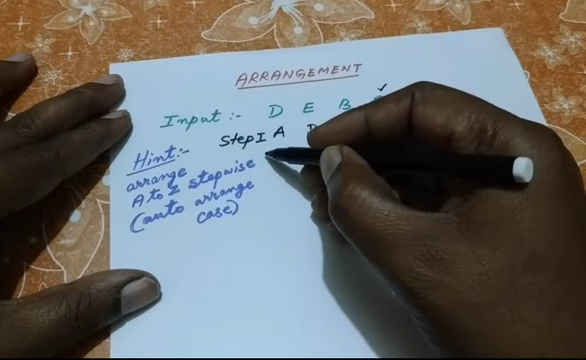 ARRANGEMENT
Input :- D E B
Step I A
Hint :-
arrange
A to Z stepwise
(auto arrange
case)